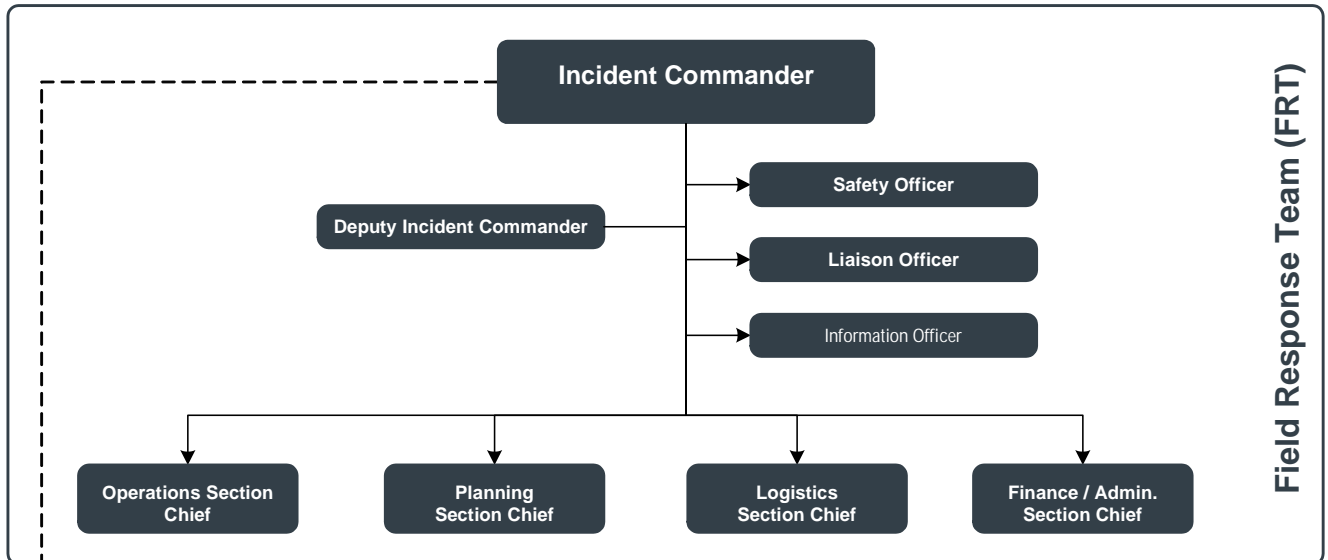 Incident Commander
Safety Officer
Deputy Incident Commander
Liaison Officer
Information Officer
Operations Section
Chief
Planning
Section Chief
Logistics
Section Chief
Finance / Admin.
Section Chief
Field Response Team (FRT)